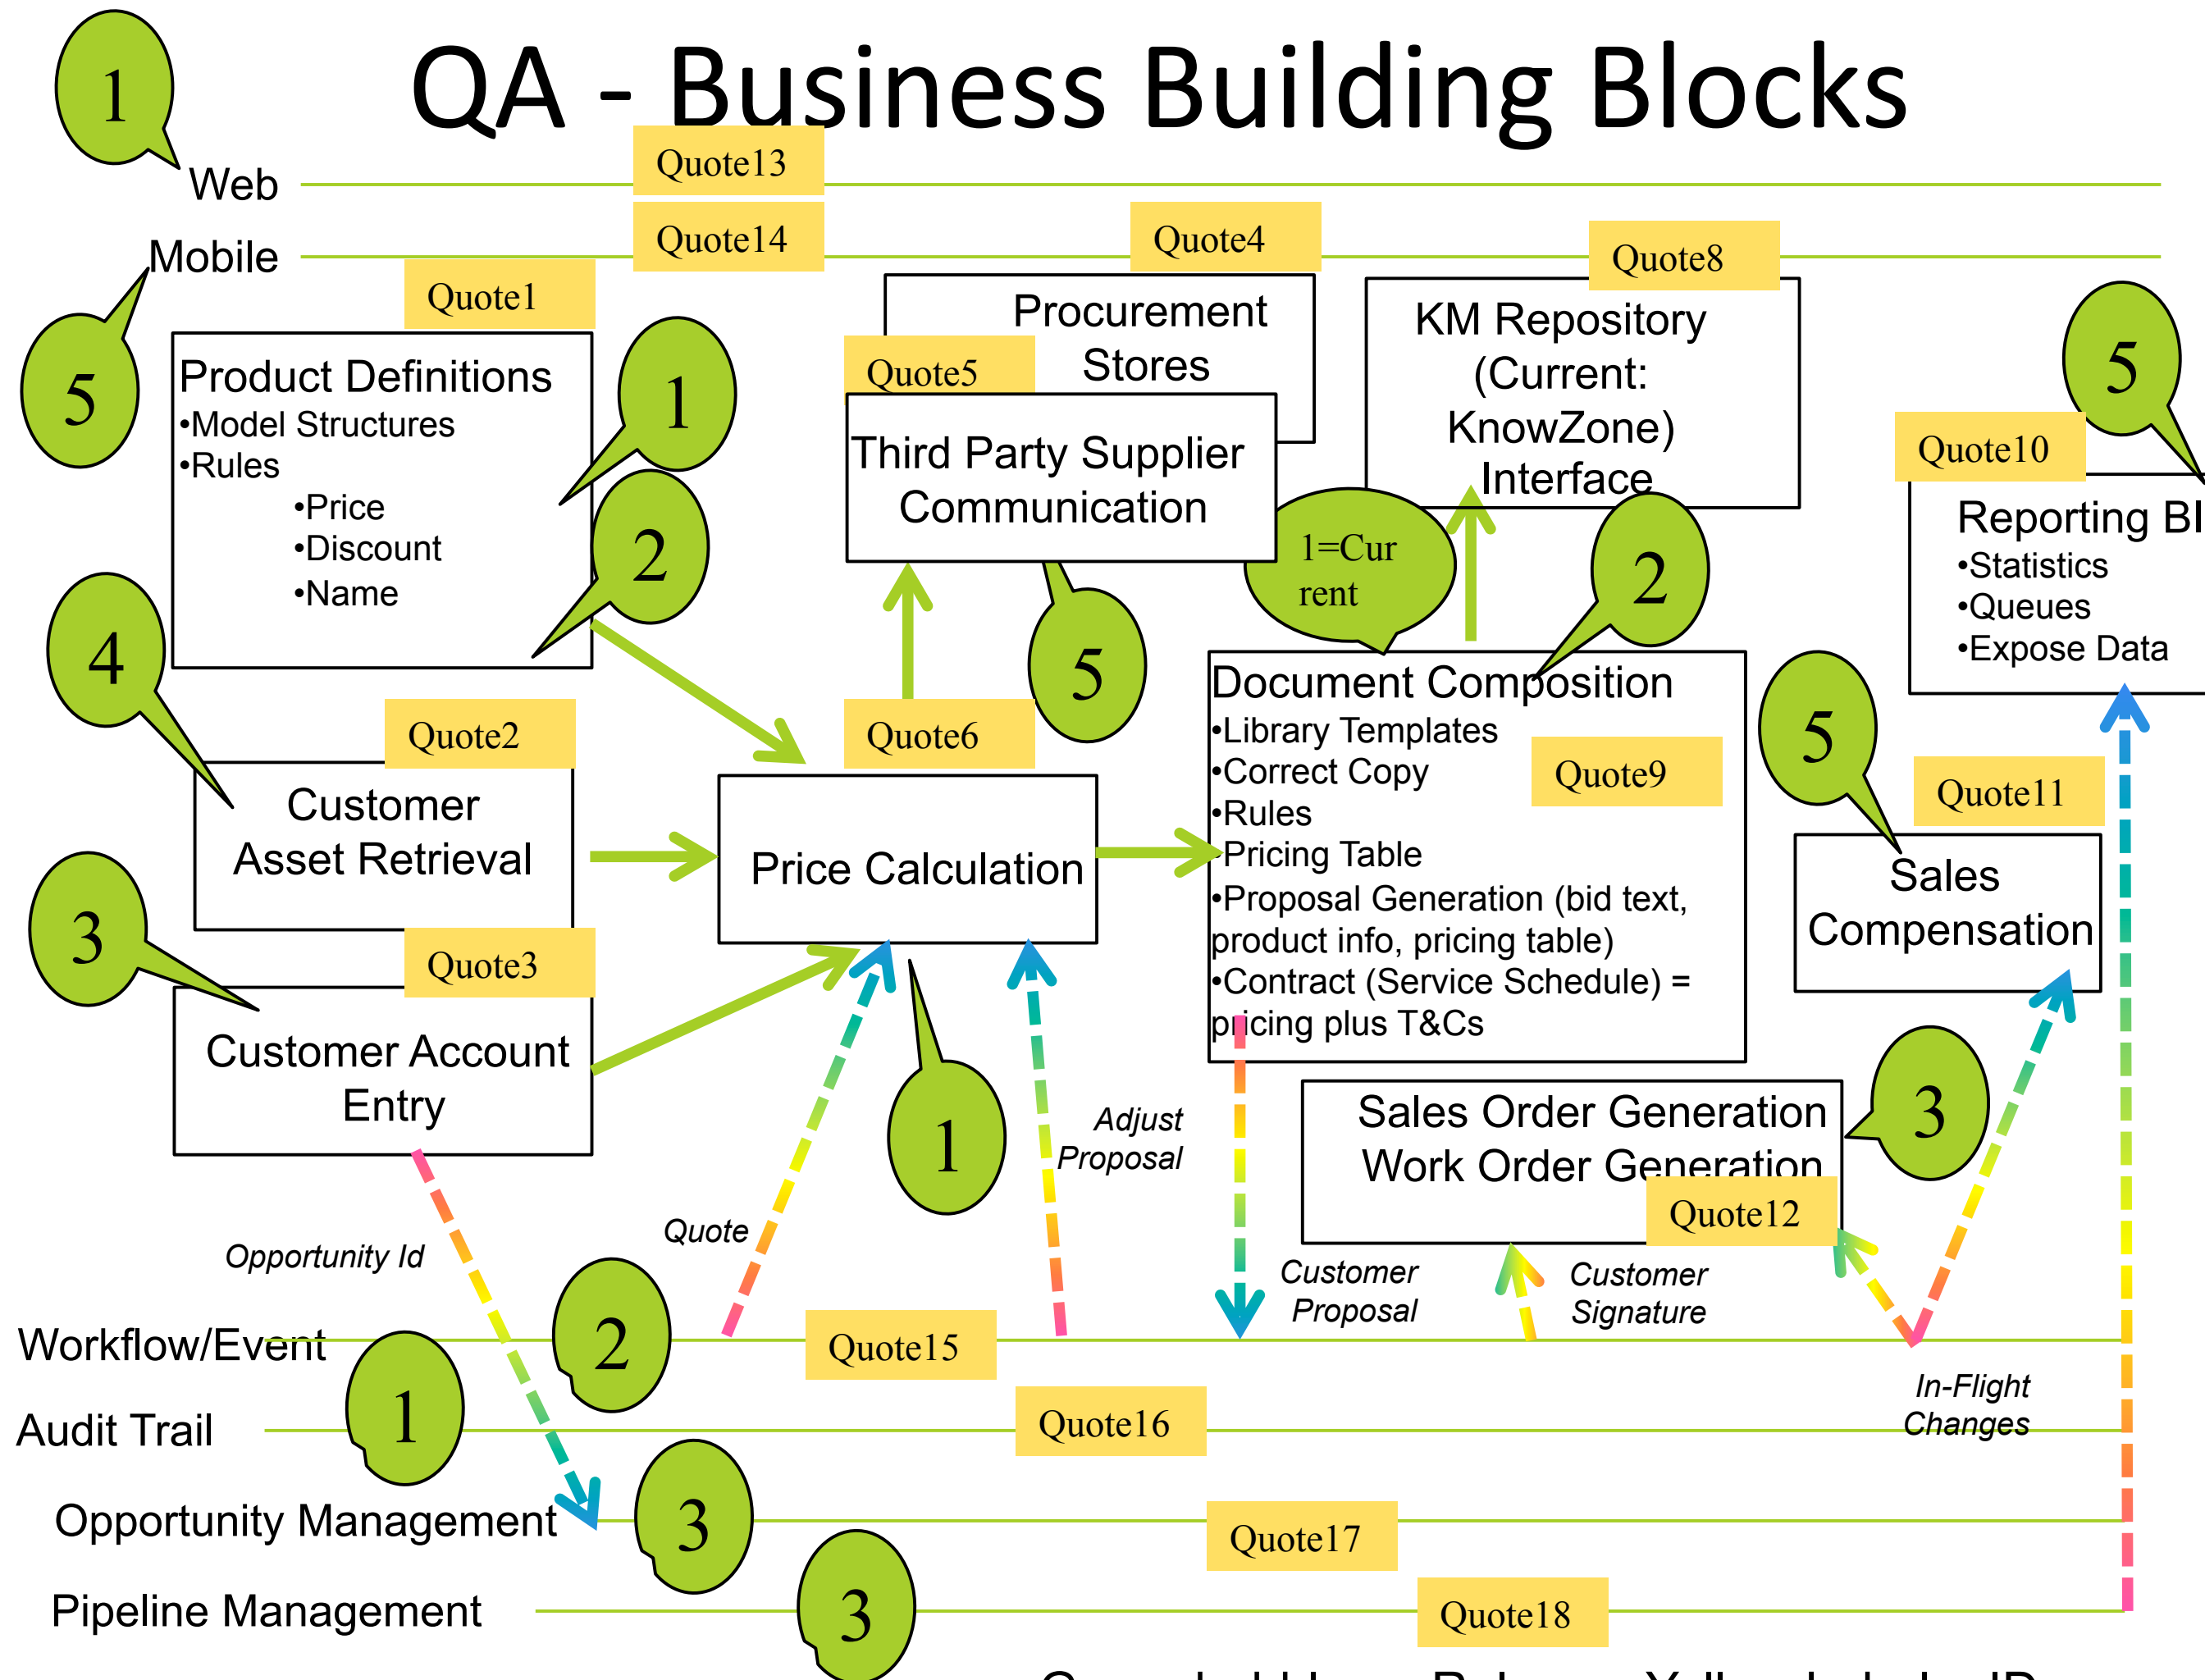 QA - Business Building Blocks
1
Web
Quote13
Mobile
Quote14
Quote4
Quote8
Quote1
5
Product Definitions
•Model Structures
•Rules
•Price
•Discount
•Name
1
2
Procurement
Stores
Quote5
Third Party Supplier
Communication
KM Repository
(Current:
KnowZone)
Interface
5
Quote10
Reporting BI
•Statistics
•Queues
•Expose Data
1=Cur
rent
2
4
5
Quote2
Customer
Asset Retrieval
Quote6
Price Calculation
Document Composition
•Library Templates
•Correct Copy
•Rules
•Pricing Table
•Proposal Generation (bid text,
product info, pricing table)
•Contract (Service Schedule) =
pricing plus T&Cs
Quote9
5
Quote11
Sales
Compensation
3
Quote3
Customer Account
Entry
1
Adjust
Proposal
Sales Order Generation
Work Order Generation
Quote12
3
Opportunity Id
Quote
Customer
Proposal
Customer
Signature
Workflow/Event
2
Quote15
In-Flight
Changes
Audit Trail
1
Quote16
Opportunity Management
3
Quote17
Pipeline Management
3
Quote18